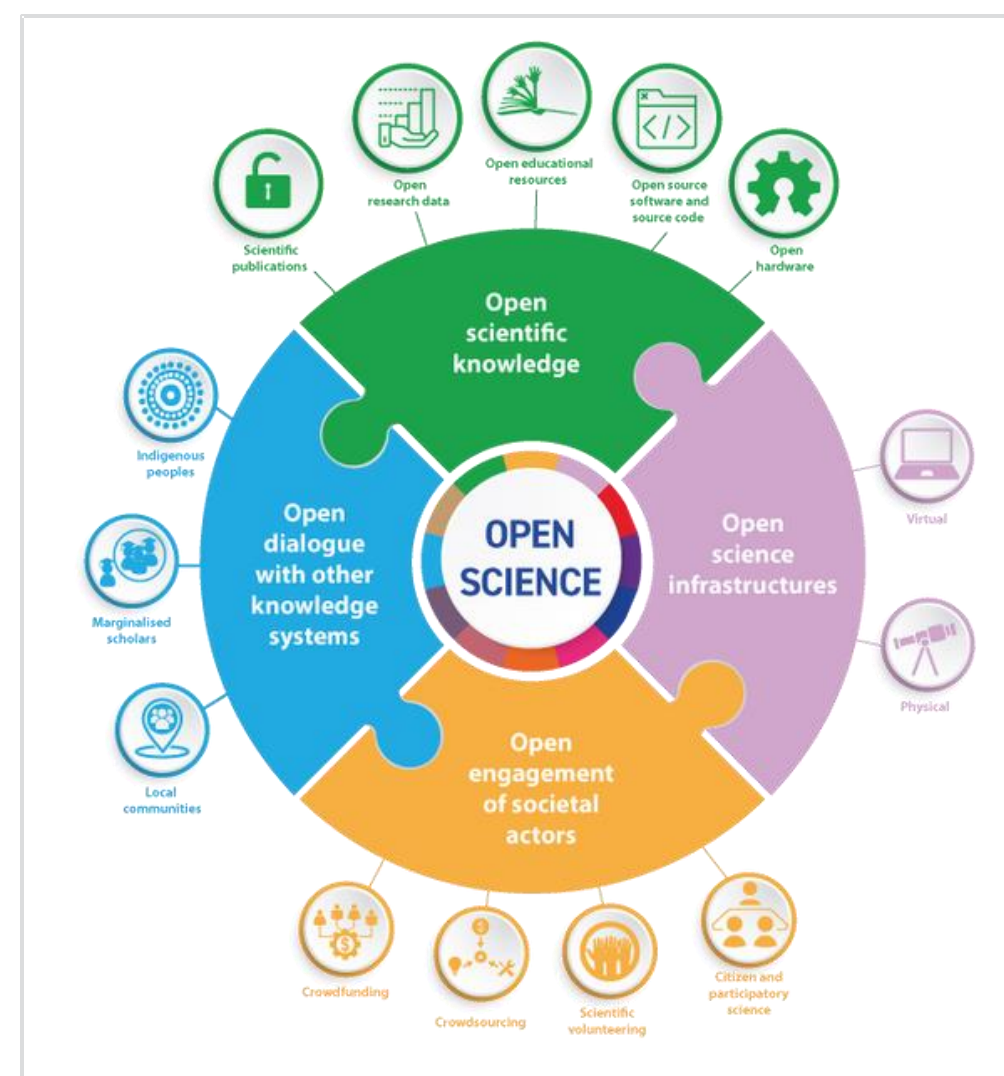 Open educational
resources
Open
research data
Open source
software and
source code
Scientific
publications
Open
hardware
Open
scientific
knowledge
Indigenous
peoples
Marginalised
scholars
Local
communities
Open
dialogue
with other
knowledge
systems
OPEN
SCIENCE
Open
science
infrastructures
Virtual
Physical
Open
engagement
of societal
actors
Crowdfunding
Crowdsourcing
Scientific
volunteering
Citizen and
participatory
science